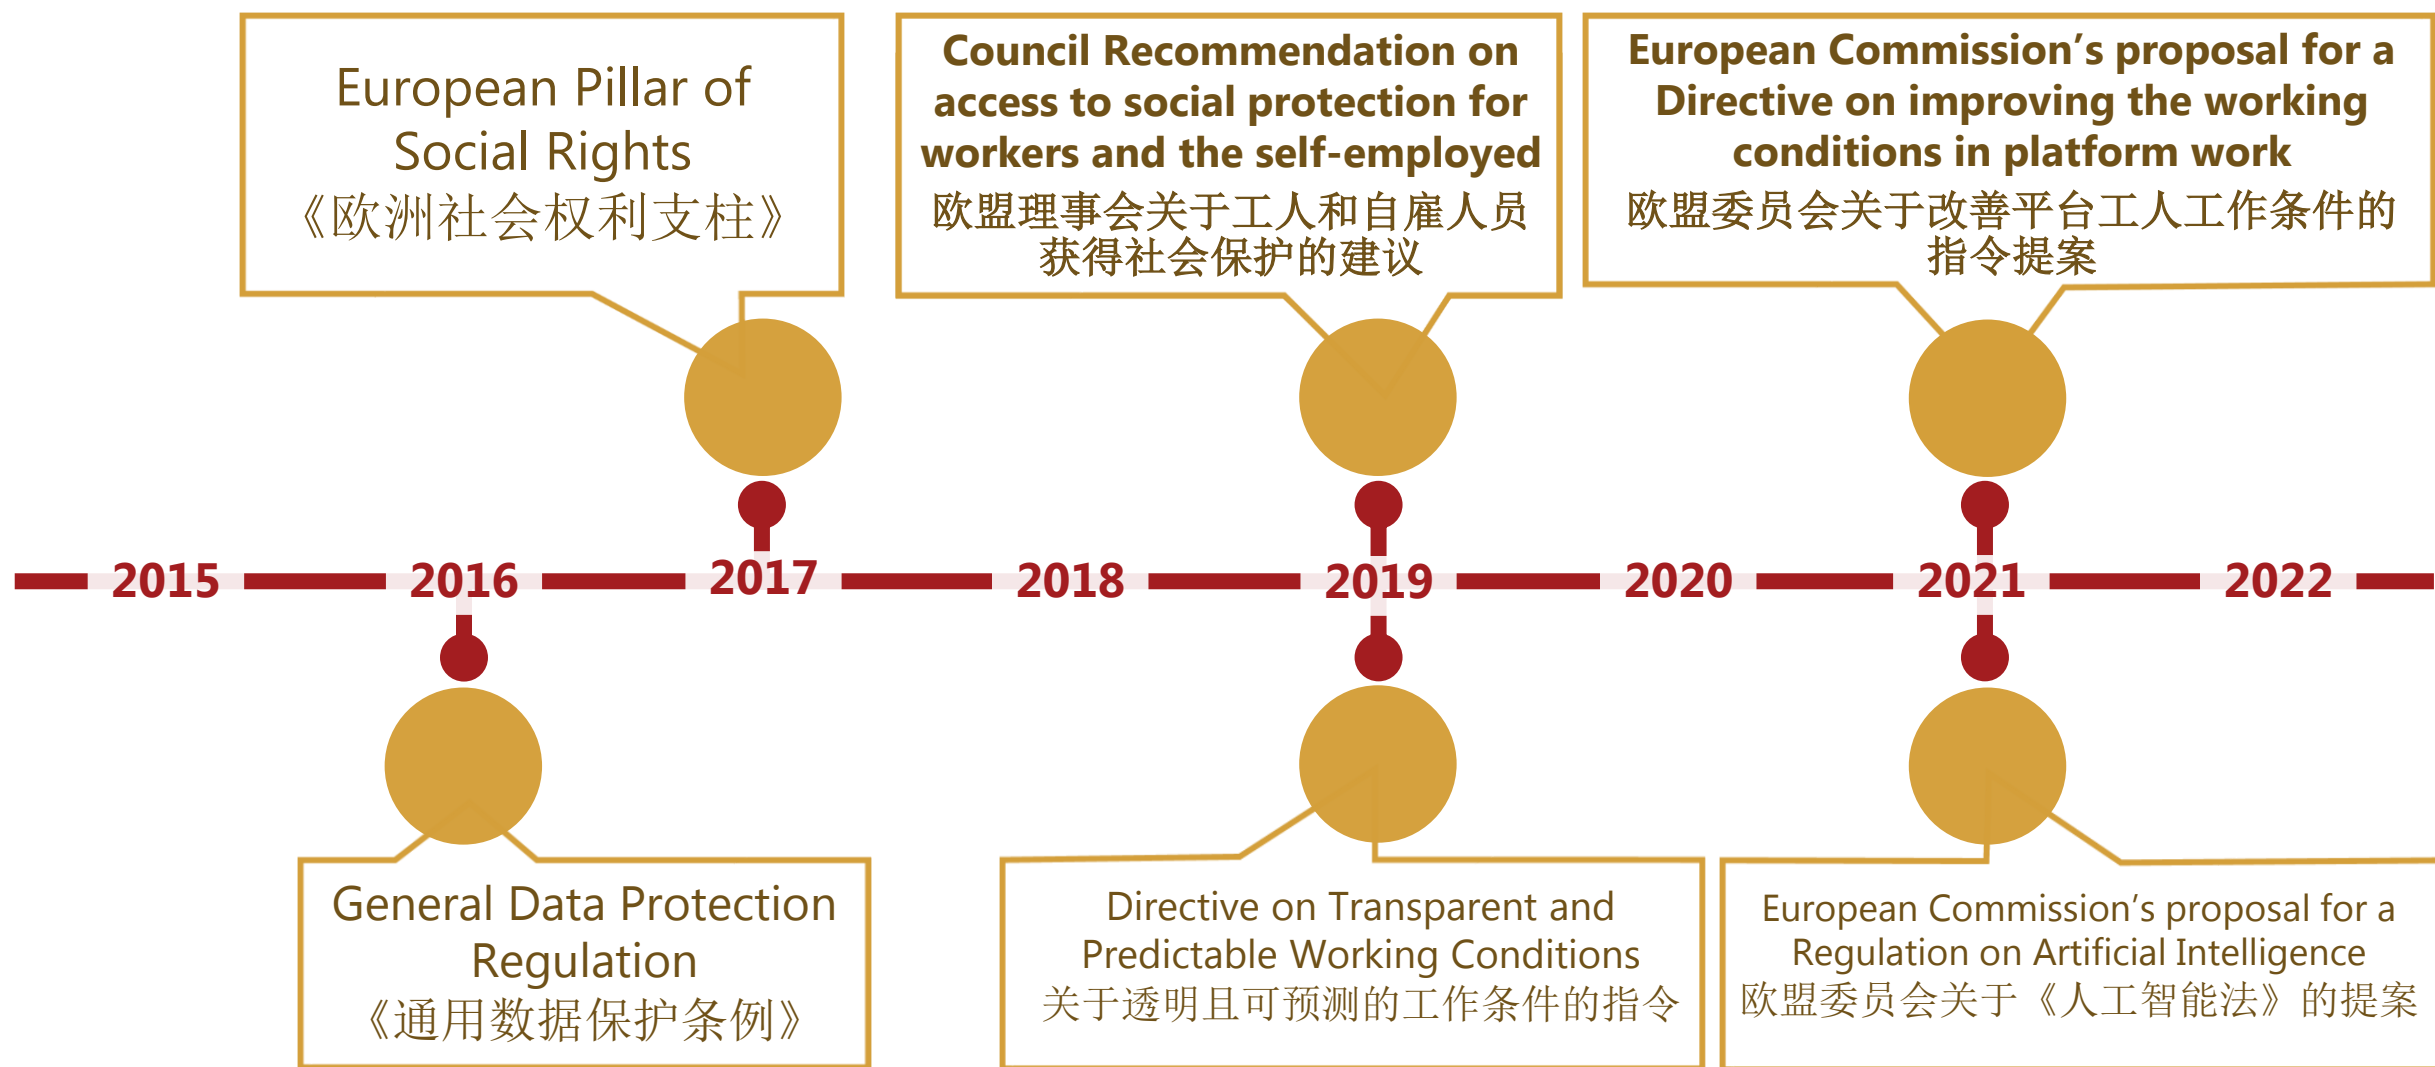 European Pillar of
Social Rights
《欧洲社会权利支柱》
Council Recommendation on
access to social protection for
workers and the self-employed
欧盟理事会关于工人和自雇人员
获得社会保护的建议
European Commission’s proposal for a
Directive on improving the working
conditions in platform work
欧盟委员会关于改善平台工人工作条件的
指令提案
2015
2016
2017
2018
2019
2020
2021
2022
General Data Protection
Regulation
《通用数据保护条例》
Directive on Transparent and
Predictable Working Conditions
关于透明且可预测的工作条件的指令
European Commission’s proposal for a
Regulation on Artificial Intelligence
欧盟委员会关于《人工智能法》的提案